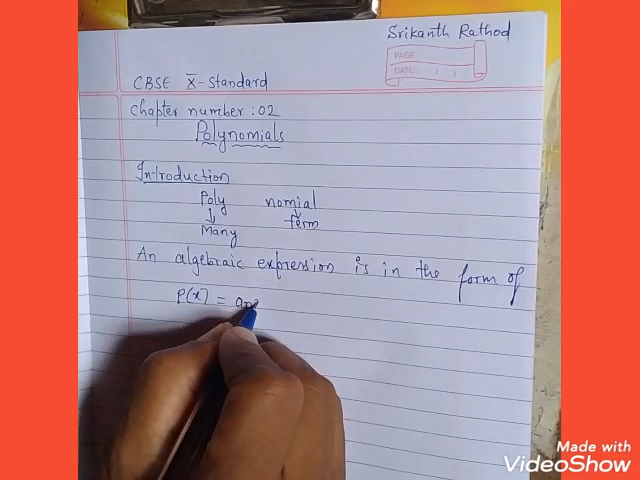 Srikanth Rathod
PAGE
DATE / /
CBSE X-Standard
Chapter number : 02
Polynomials
Introduction
Poly nomial
↓ ↓
Many term
An algebraic expression is in the form of
P(x) = an
Made with
VideoShow